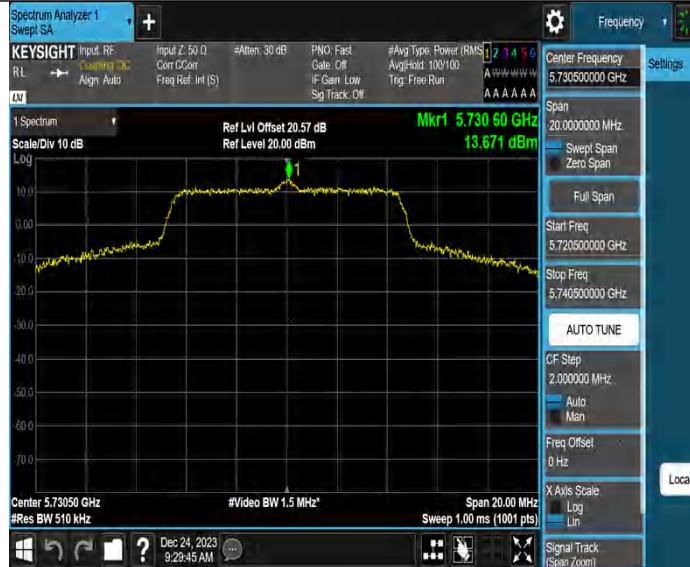 Spectrum Analyzer 1
Swept SA
+
Frequency
KEYSIGHT
RL
Input: RF
Coupling: DC
Align: Auto
Input Z: 50 Ω
Corr CCorr
Freq Ref: Int (S)
#Atten: 30 dB
PNO: Fast
Gate: Off
IF Gain: Low
Sig Track: Off
#Avg Type: Power (RMS
Avg|Hold: 100/100
Trig: Free Run
1 2 3 4 5 6
A W W W W W
A A A A A A
LXI
1 Spectrum
Scale/Div 10 dB
Ref Lvl Offset 20.57 dB
Ref Level 20.00 dBm
Mkr1 5.730 60 GHz
13.671 dBm
Log
1
10.0
0.00
-10.0
-20.0
-30.0
-40.0
-50.0
-60.0
-70.0
Center 5.73050 GHz
#Res BW 510 kHz
#Video BW 1.5 MHz*
Span 20.00 MHz
Sweep 1.00 ms (1001 pts)
?
Dec 24, 2023
9:29:45 AM
Center Frequency
5.730500000 GHz
Settings
Span
20.0000000 MHz
Swept Span
Zero Span
Full Span
Start Freq
5.720500000 GHz
Stop Freq
5.740500000 GHz
AUTO TUNE
CF Step
2.000000 MHz
Auto
Man
Freq Offset
0 Hz
X Axis Scale
Log
Lin
Loca
Signal Track
(Span Zoom)